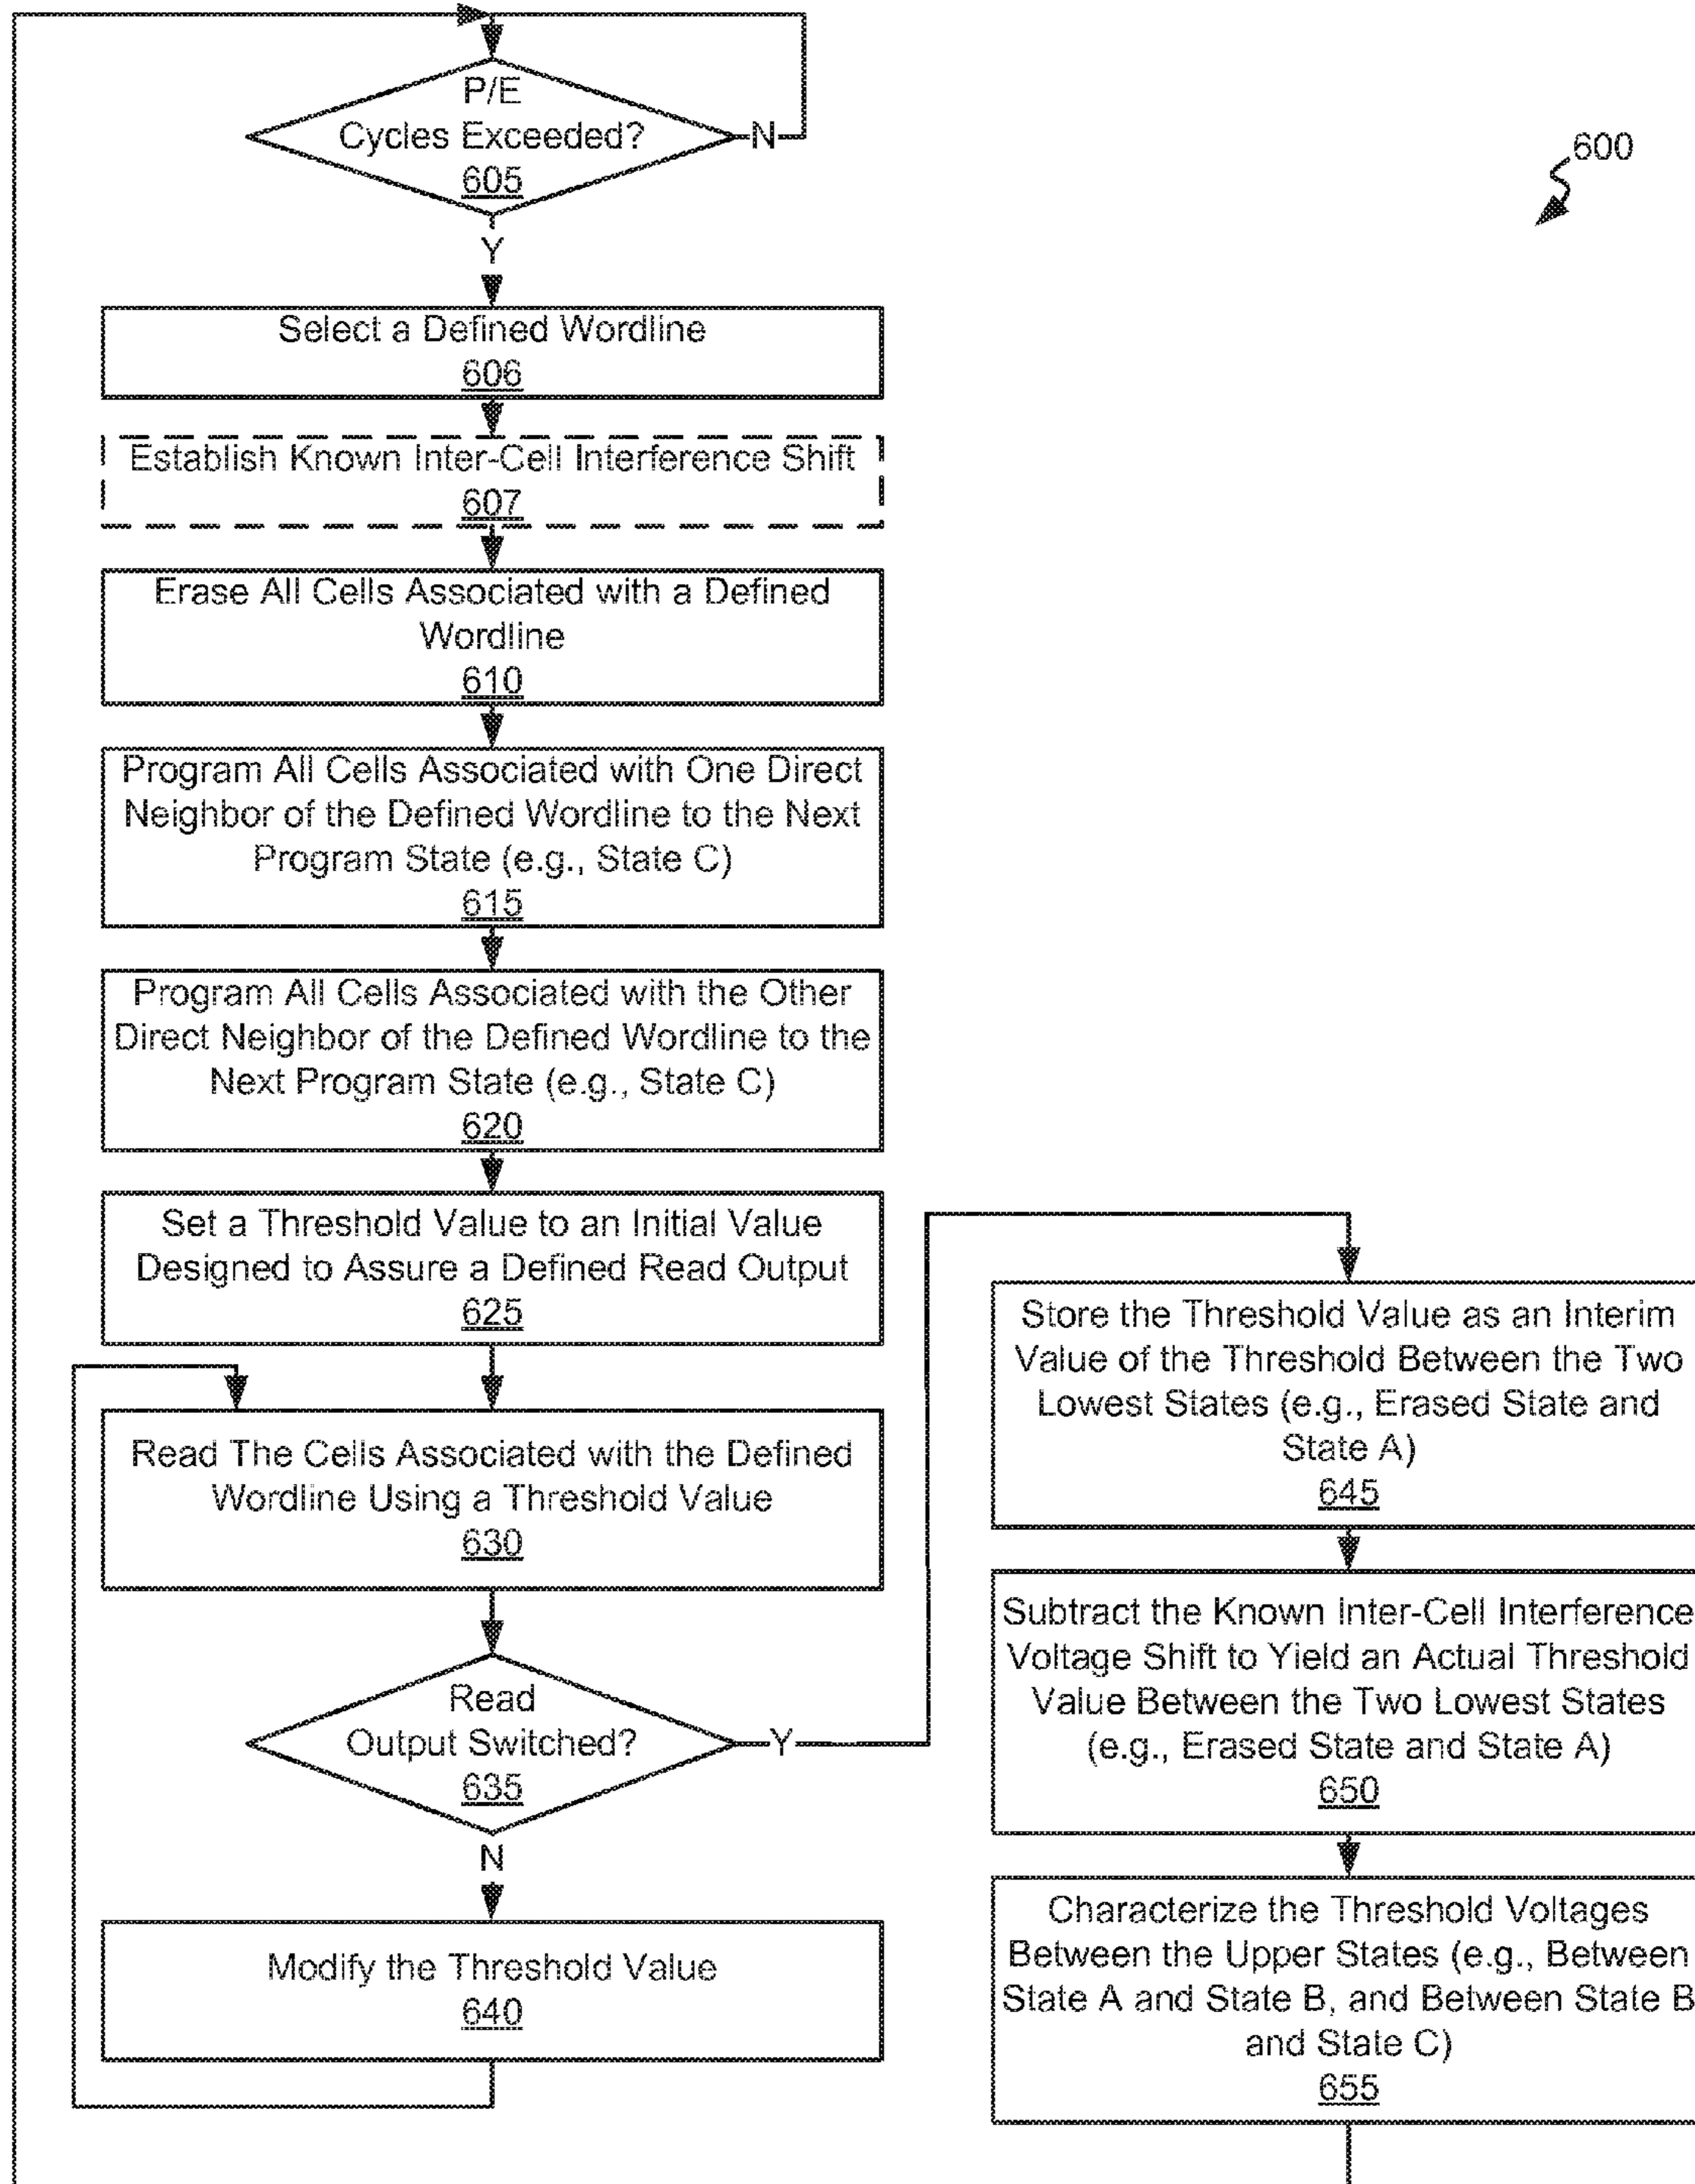 P/E
Cycles Exceeded?
605
N
600
Y
Select a Defined Wordline
606
Establish Known Inter-Cell Interference Shift
607
Erase All Cells Associated with a Defined
Wordline
610
Program All Cells Associated with One Direct
Neighbor of the Defined Wordline to the Next
Program State (e.g., State C)
615
Program All Cells Associated with the Other
Direct Neighbor of the Defined Wordline to the
Next Program State (e.g., State C)
620
Set a Threshold Value to an Initial Value
Designed to Assure a Defined Read Output
625
Read The Cells Associated with the Defined
Wordline Using a Threshold Value
630
Read
Output Switched?
635
Y
N
Modify the Threshold Value
640
Store the Threshold Value as an Interim
Value of the Threshold Between the Two
Lowest States (e.g., Erased State and
State A)
645
Subtract the Known Inter-Cell Interference
Voltage Shift to Yield an Actual Threshold
Value Between the Two Lowest States
(e.g., Erased State and State A)
650
Characterize the Threshold Voltages
Between the Upper States (e.g., Between
State A and State B, and Between State B
and State C)
655